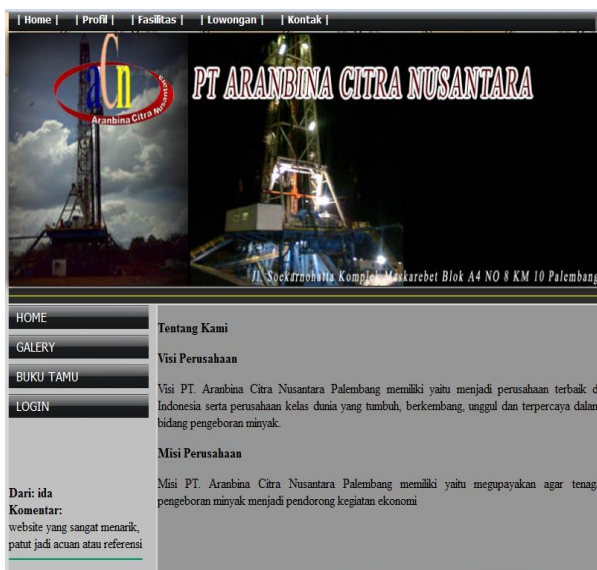 | Home | | Profil | | Fasilitas | | Lowongan | | Kontak |
aCn
Aranbina Citra Nusantara
PT ARANBINA CITRA NUSANTARA
Jl. Soekarnohatta Komplek Maskarebet Blok A4 NO 8 KM 10 Palembang
HOME
GALERY
BUKU TAMU
LOGIN
Dari: ida
Komentar:
website yang sangat menarik,
patut jadi acuan atau referensi
Tentang Kami
Visi Perusahaan
Visi PT. Aranbina Citra Nusantara Palembang memiliki yaitu menjadi perusahaan terbaik d
Indonesia serta perusahaan kelas dunia yang tumbuh, berkembang, unggul dan terpercaya dalam
bidang pengeboran minyak.
Misi Perusahaan
Misi PT. Aranbina Citra Nusantara Palembang memiliki yaitu megupayakan agar tenaga
pengeboran minyak menjadi pendorong kegiatan ekonomi